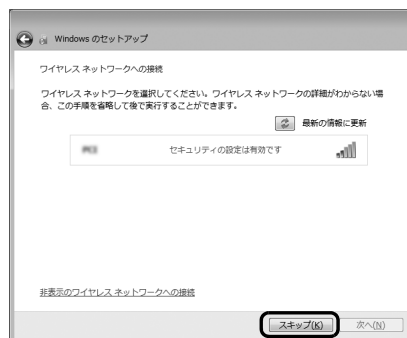 Windows のセットアップ
ワイヤレス ネットワークへの接続
ワイヤレス ネットワークを選択してください。ワイヤレス ネットワークの詳細がわからない場
合、この手順を省略して後で実行することができます。
最新の情報に更新
セキュリティの設定は有効です
非表示のワイヤレス ネットワークへの接続
スキップ(K) 次へ(N)